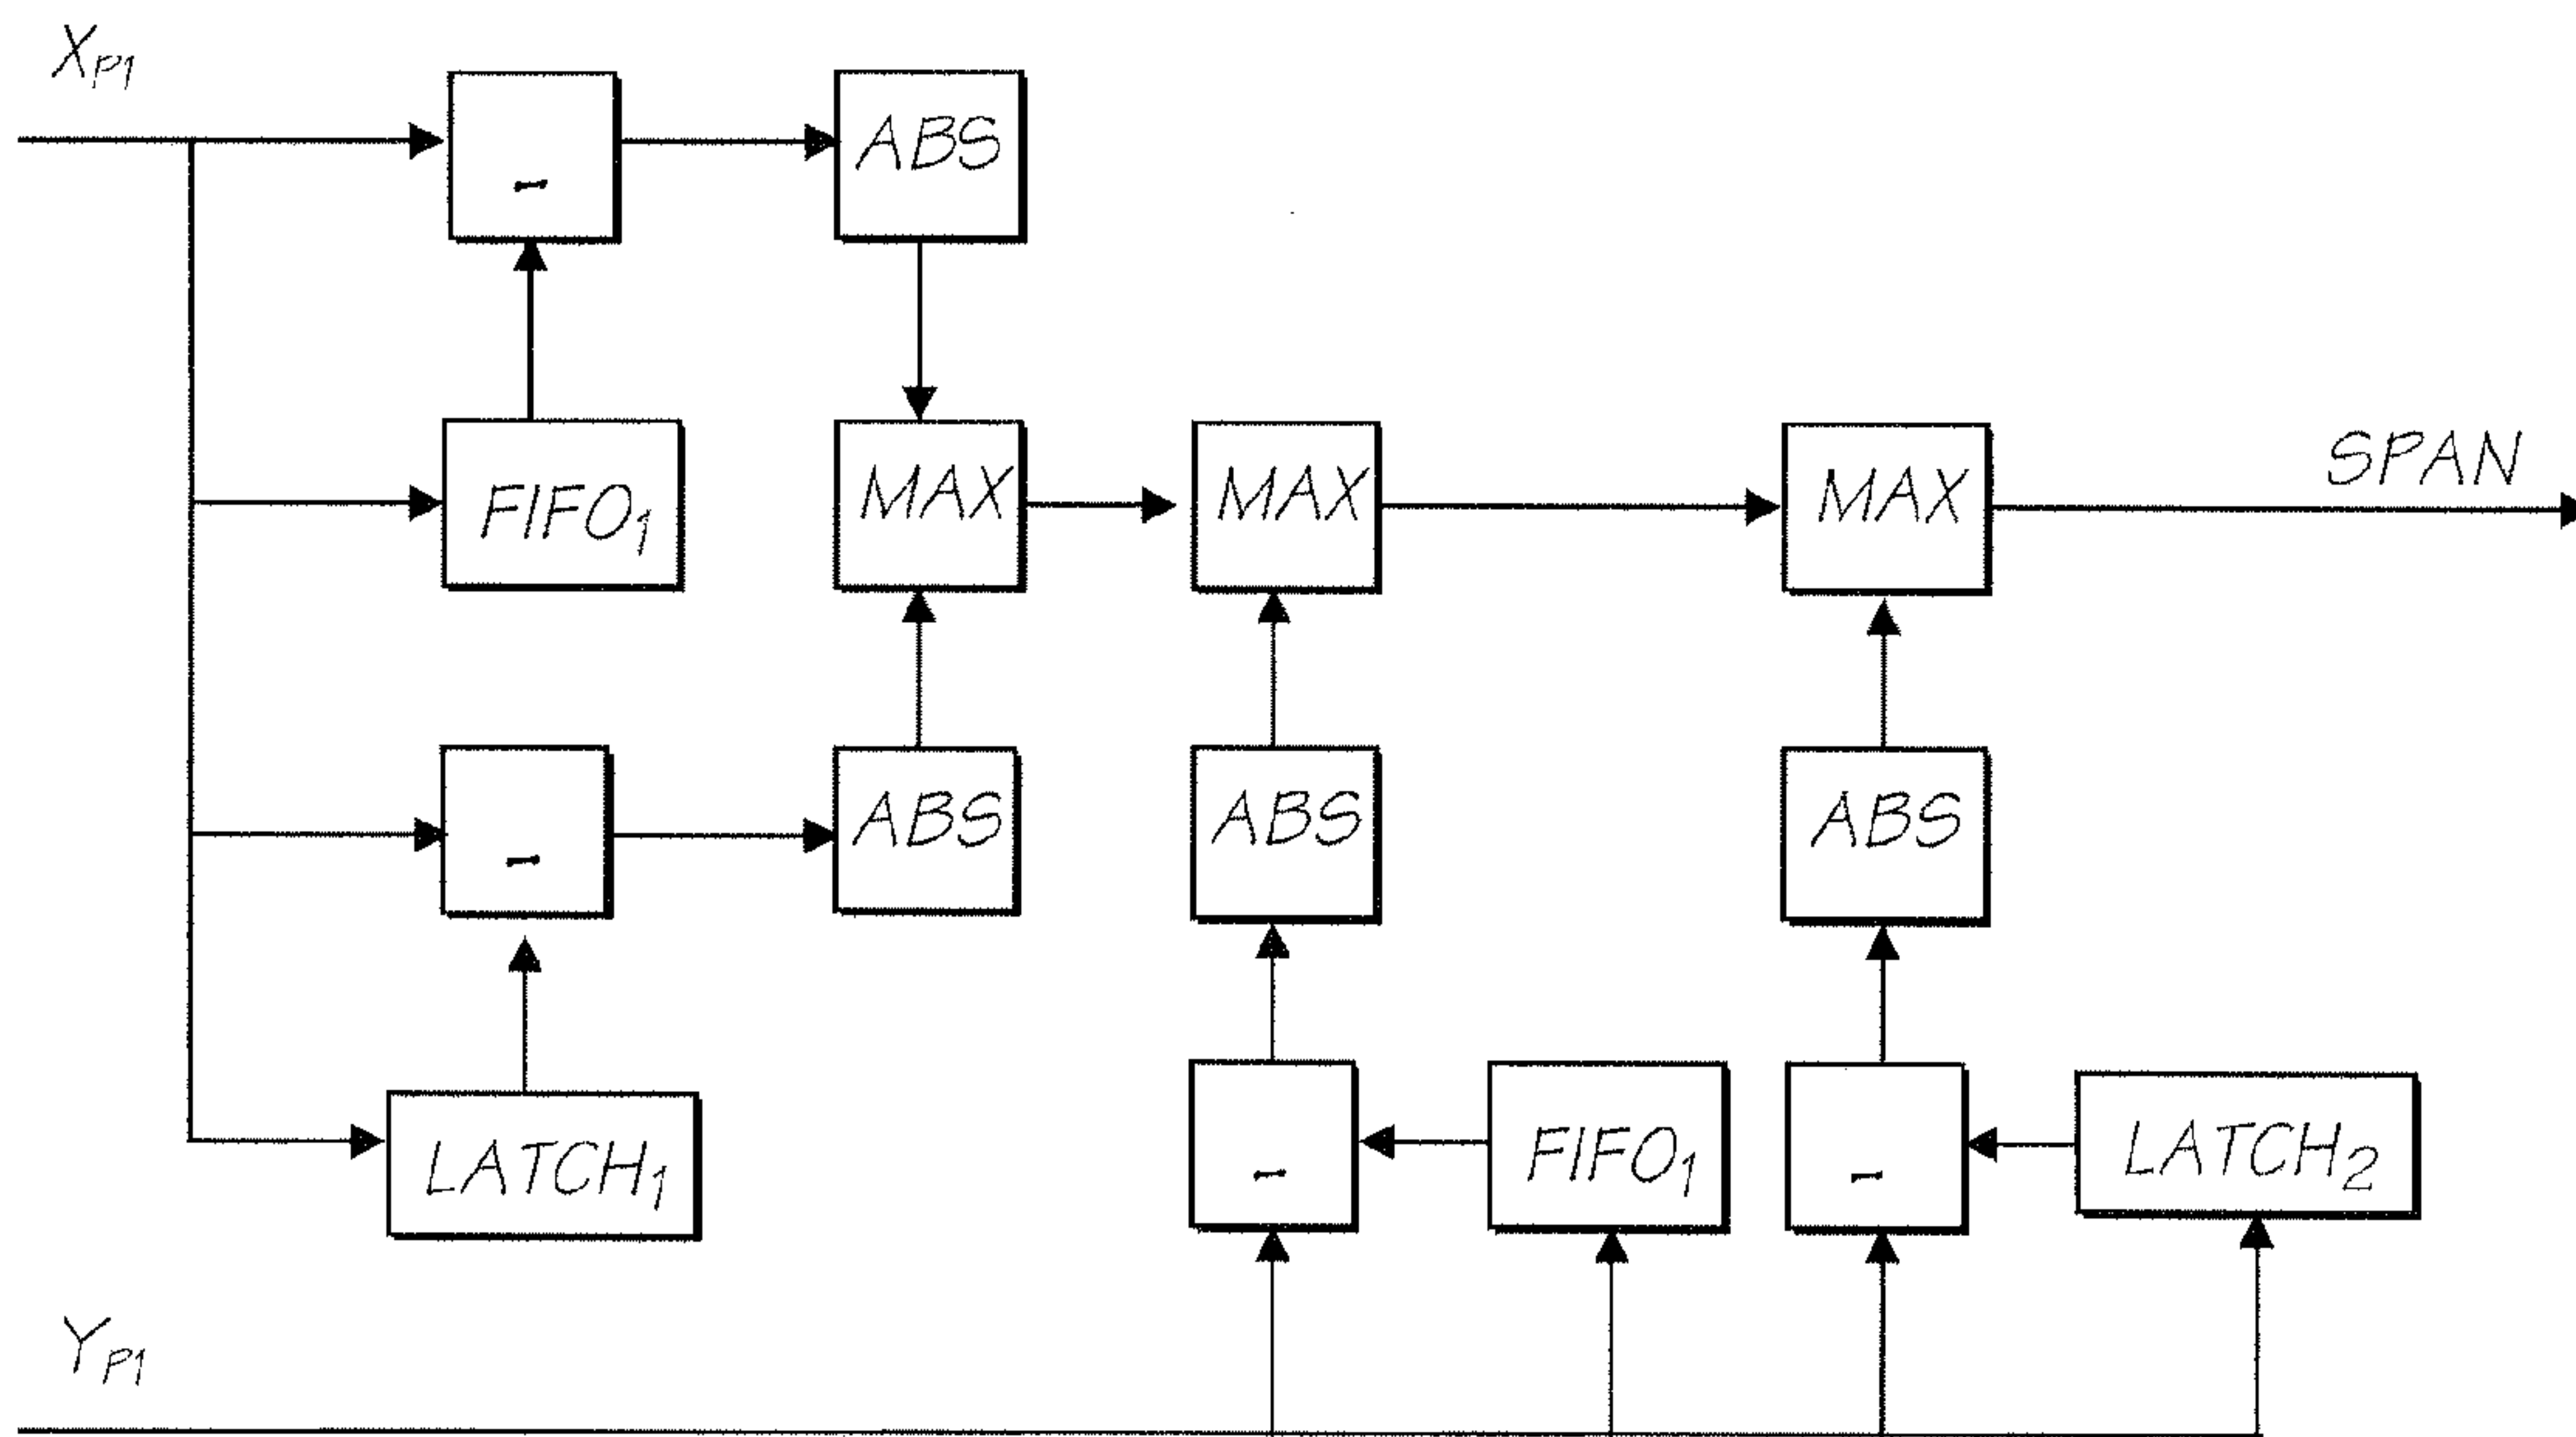 X_P1
-
ABS
FIFO_1
MAX
MAX
MAX
SPAN
-
ABS
ABS
ABS
LATCH_1
-
FIFO_1
-
LATCH_2
Y_P1